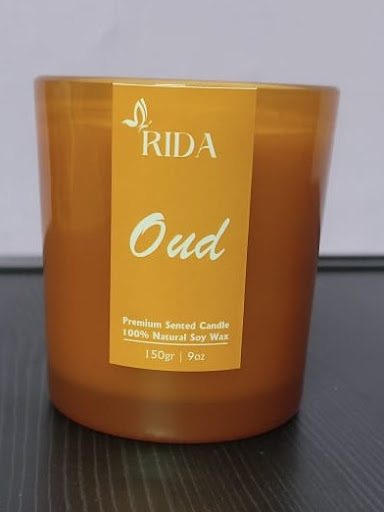 RIDA
Oud
Premium Sented Candle
100% Natural Soy Wax
150gr | 9oz